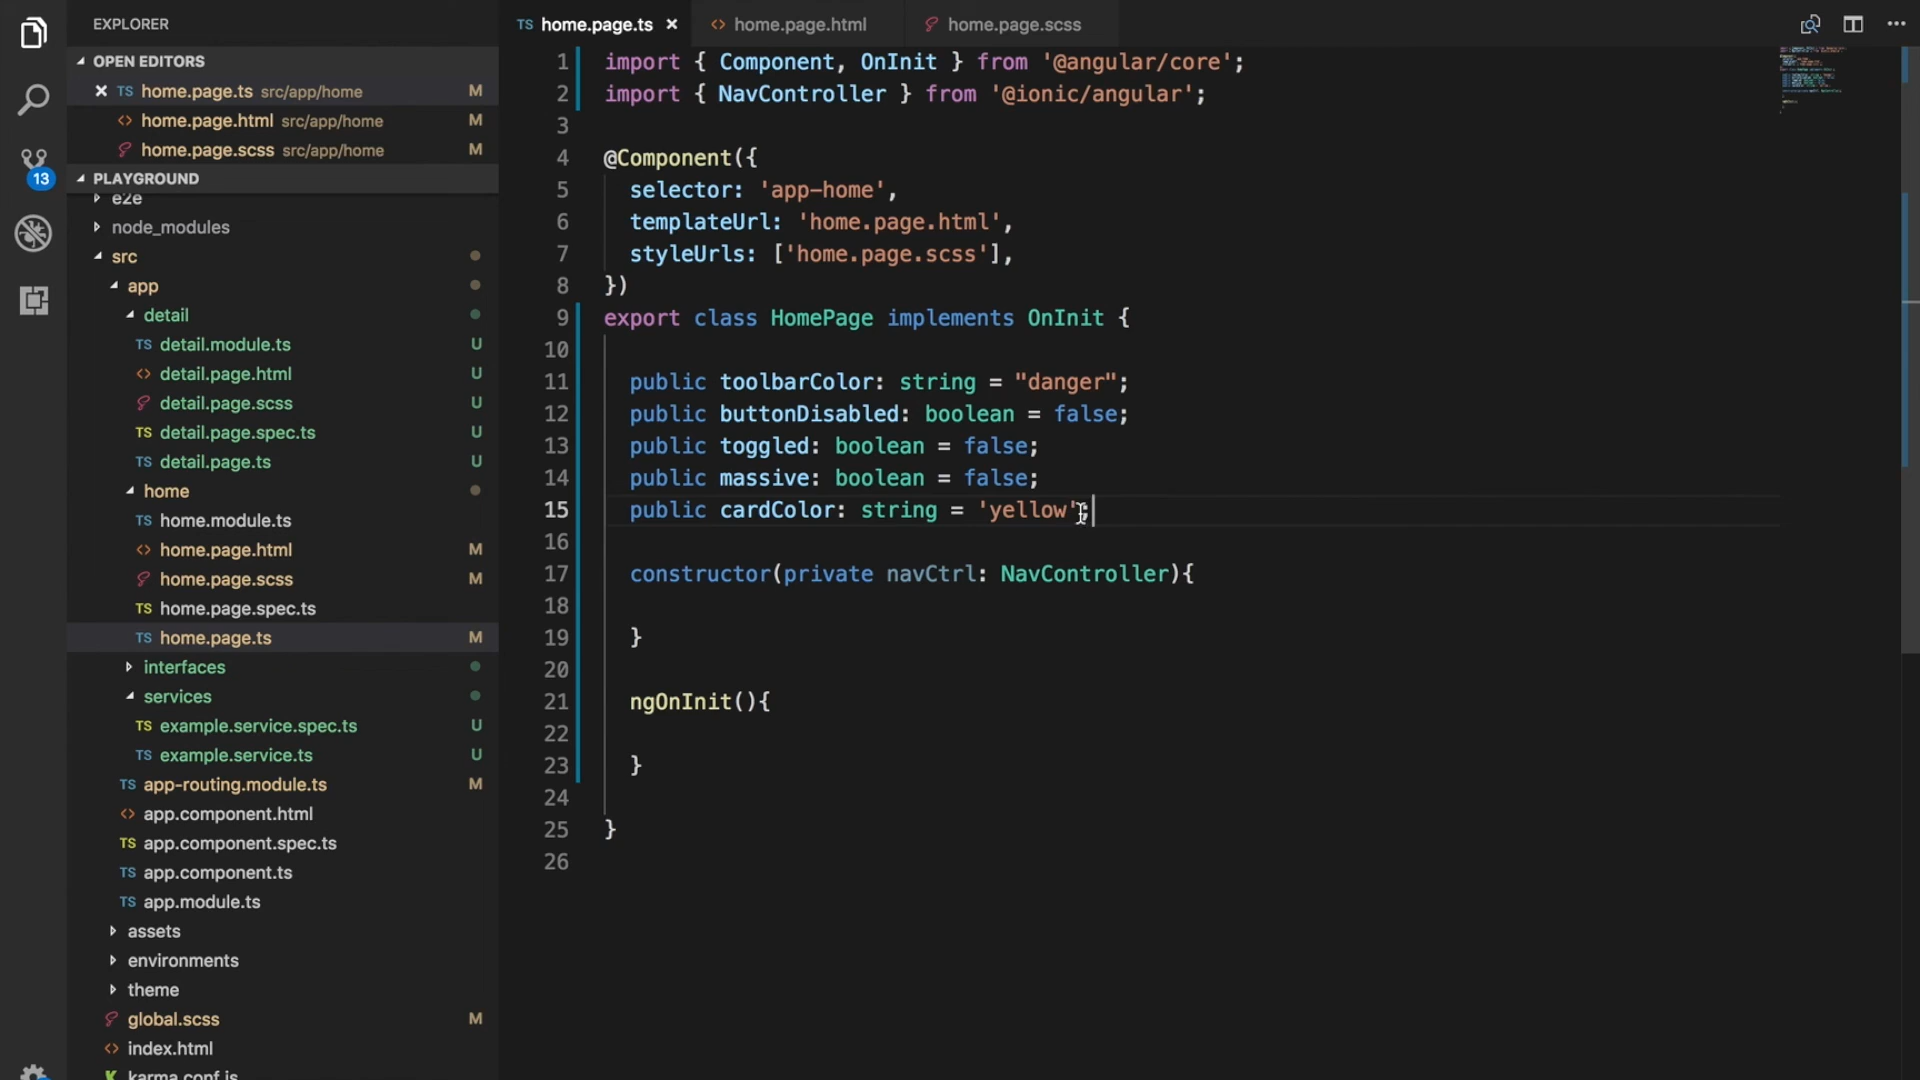 EXPLORER
OPEN EDITORS
TS home.page.ts src/app/home M
<> home.page.html src/app/home M
home.page.scss src/app/home M
13
PLAYGROUND
e2e
node_modules
src
app
detail
TS detail.module.ts U
<> detail.page.html U
detail.page.scss U
TS detail.page.spec.ts U
TS detail.page.ts U
home
TS home.module.ts
<> home.page.html M
home.page.scss M
TS home.page.spec.ts
TS home.page.ts M
interfaces
services
TS example.service.spec.ts U
TS example.service.ts U
TS app-routing.module.ts M
<> app.component.html
TS app.component.spec.ts
TS app.component.ts
TS app.module.ts
assets
environments
theme
global.scss M
<> index.html
karma.conf.js
TS home.page.ts <> home.page.html home.page.scss
1 import { Component, OnInit } from '@angular/core';
2 import { NavController } from '@ionic/angular';
3
4 @Component({
5 selector: 'app-home',
6 templateUrl: 'home.page.html',
7 styleUrls: ['home.page.scss'],
8 })
9 export class HomePage implements OnInit {
10
11 public toolbarColor: string = "danger";
12 public buttonDisabled: boolean = false;
13 public toggled: boolean = false;
14 public massive: boolean = false;
15 public cardColor: string = 'yellow';
16
17 constructor(private navCtrl: NavController){
18
19 }
20
21 ngOnInit(){
22
23 }
24
25 }
26